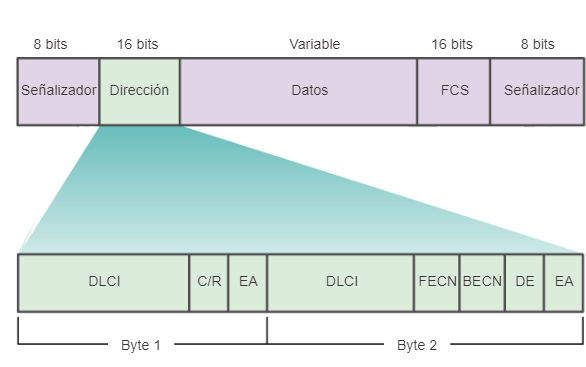 8 bits 16 bits Variable 16 bits 8 bits
Señalizador Dirección Datos FCS Señalizador
DLCI C/R EA DLCI FECN BECN DE EA
Byte 1 Byte 2